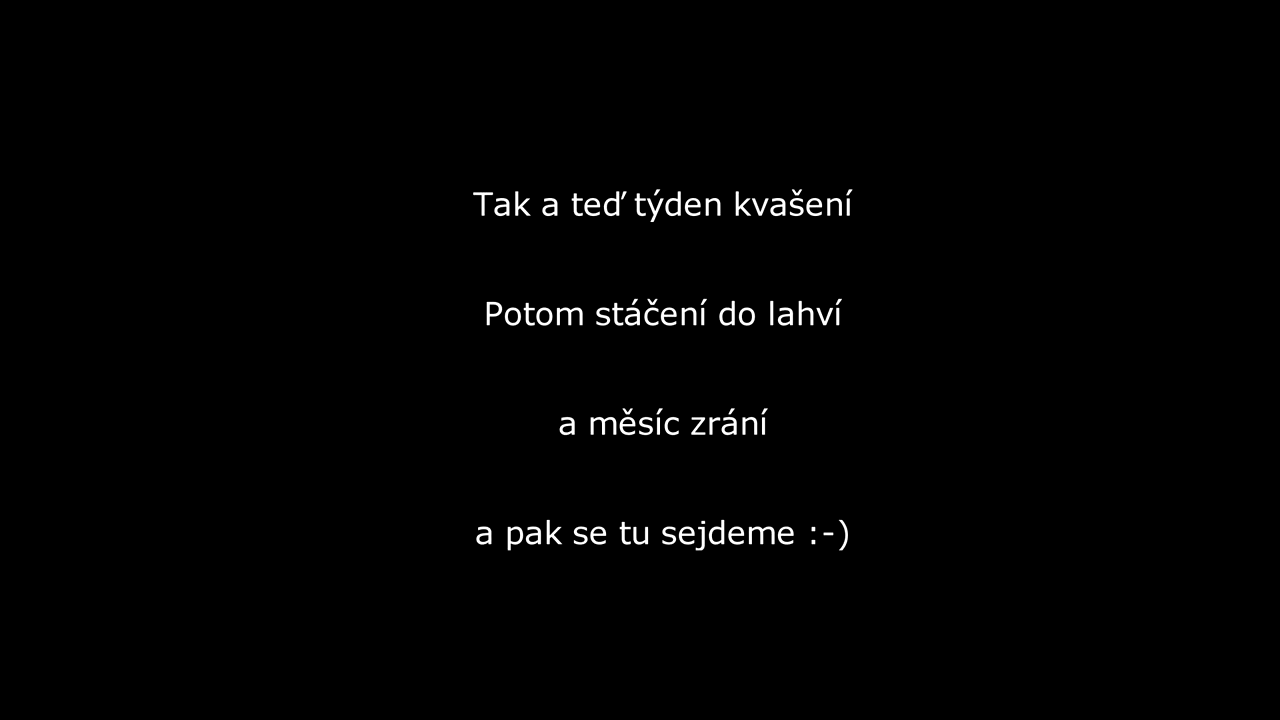 Tak a teď týden kvašení
Potom stáčení do lahví
a měsíc zrání
a pak se tu sejdeme :-)